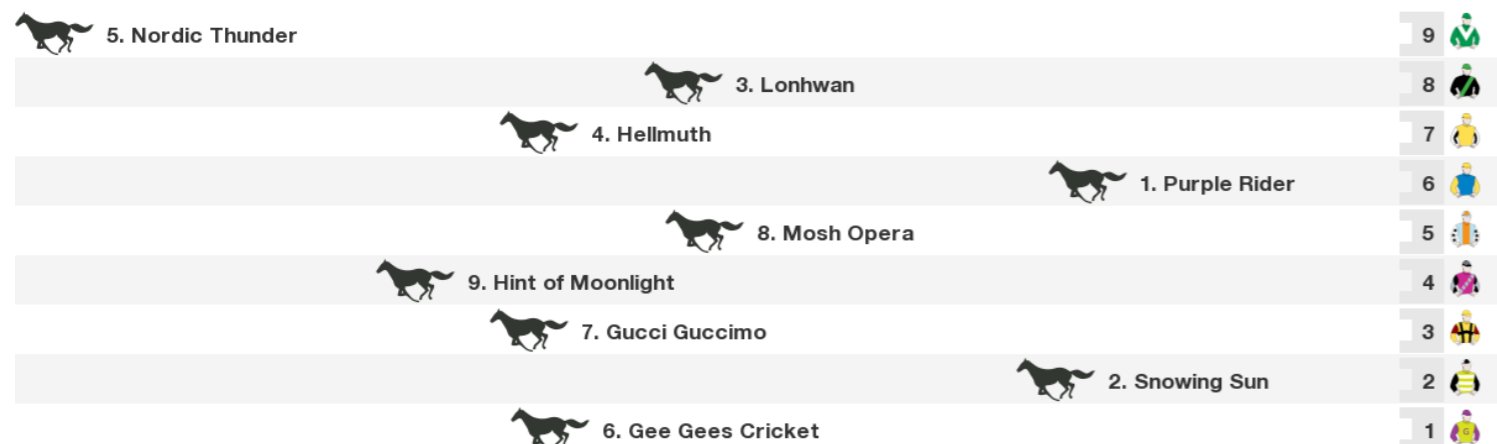 5. Nordic Thunder 9
3. Lonhwan 8
4. Hellmuth 7
1. Purple Rider 6
8. Mosh Opera 5
9. Hint of Moonlight 4
7. Gucci Guccimo 3
2. Snowing Sun 2
6. Gee Gees Cricket 1
G